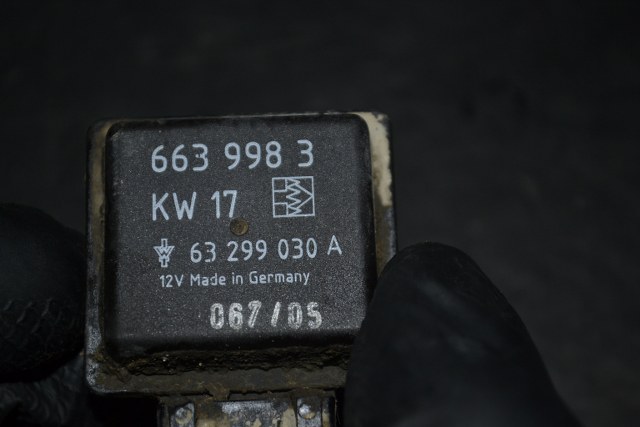 663 998 3
KW 17
63 299 030 A
12V Made in Germany
067/05